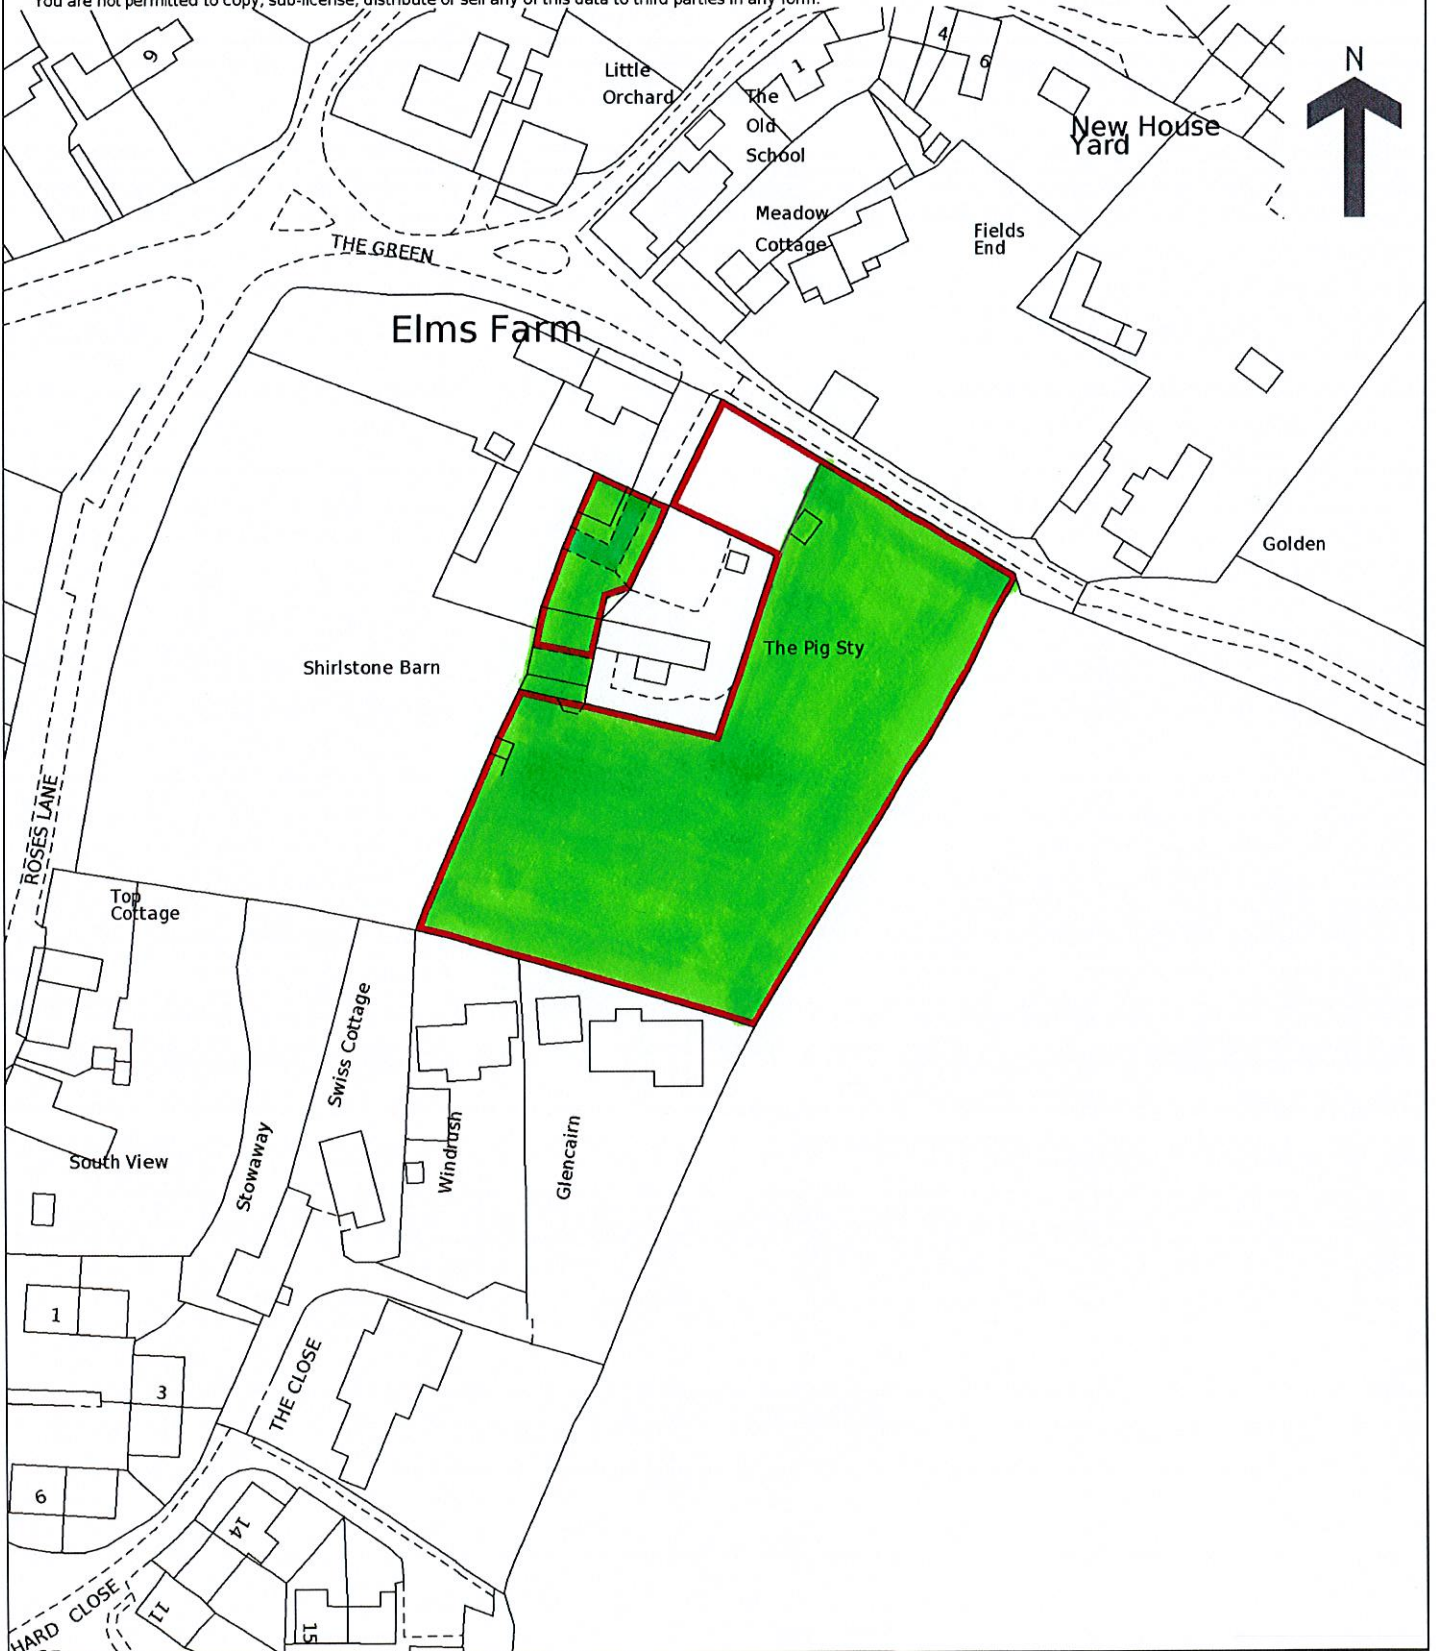 You are not permitted to copy, sub-license, distribute or sell any of this data to third parties in any form.
9
Little
Orchard
1
The
Old
School
4
6
N
New House
Yard
Meadow
Cottage
Fields
End
THE GREEN
Elms Farm
Golden
The Pig Sty
Shirlstone Barn
ROSES LANE
Top
Cottage
Swiss Cottage
Windrush
Glencairn
Stowaway
South View
1
3
THE CLOSE
6
14
11
15
HARD CLOSE